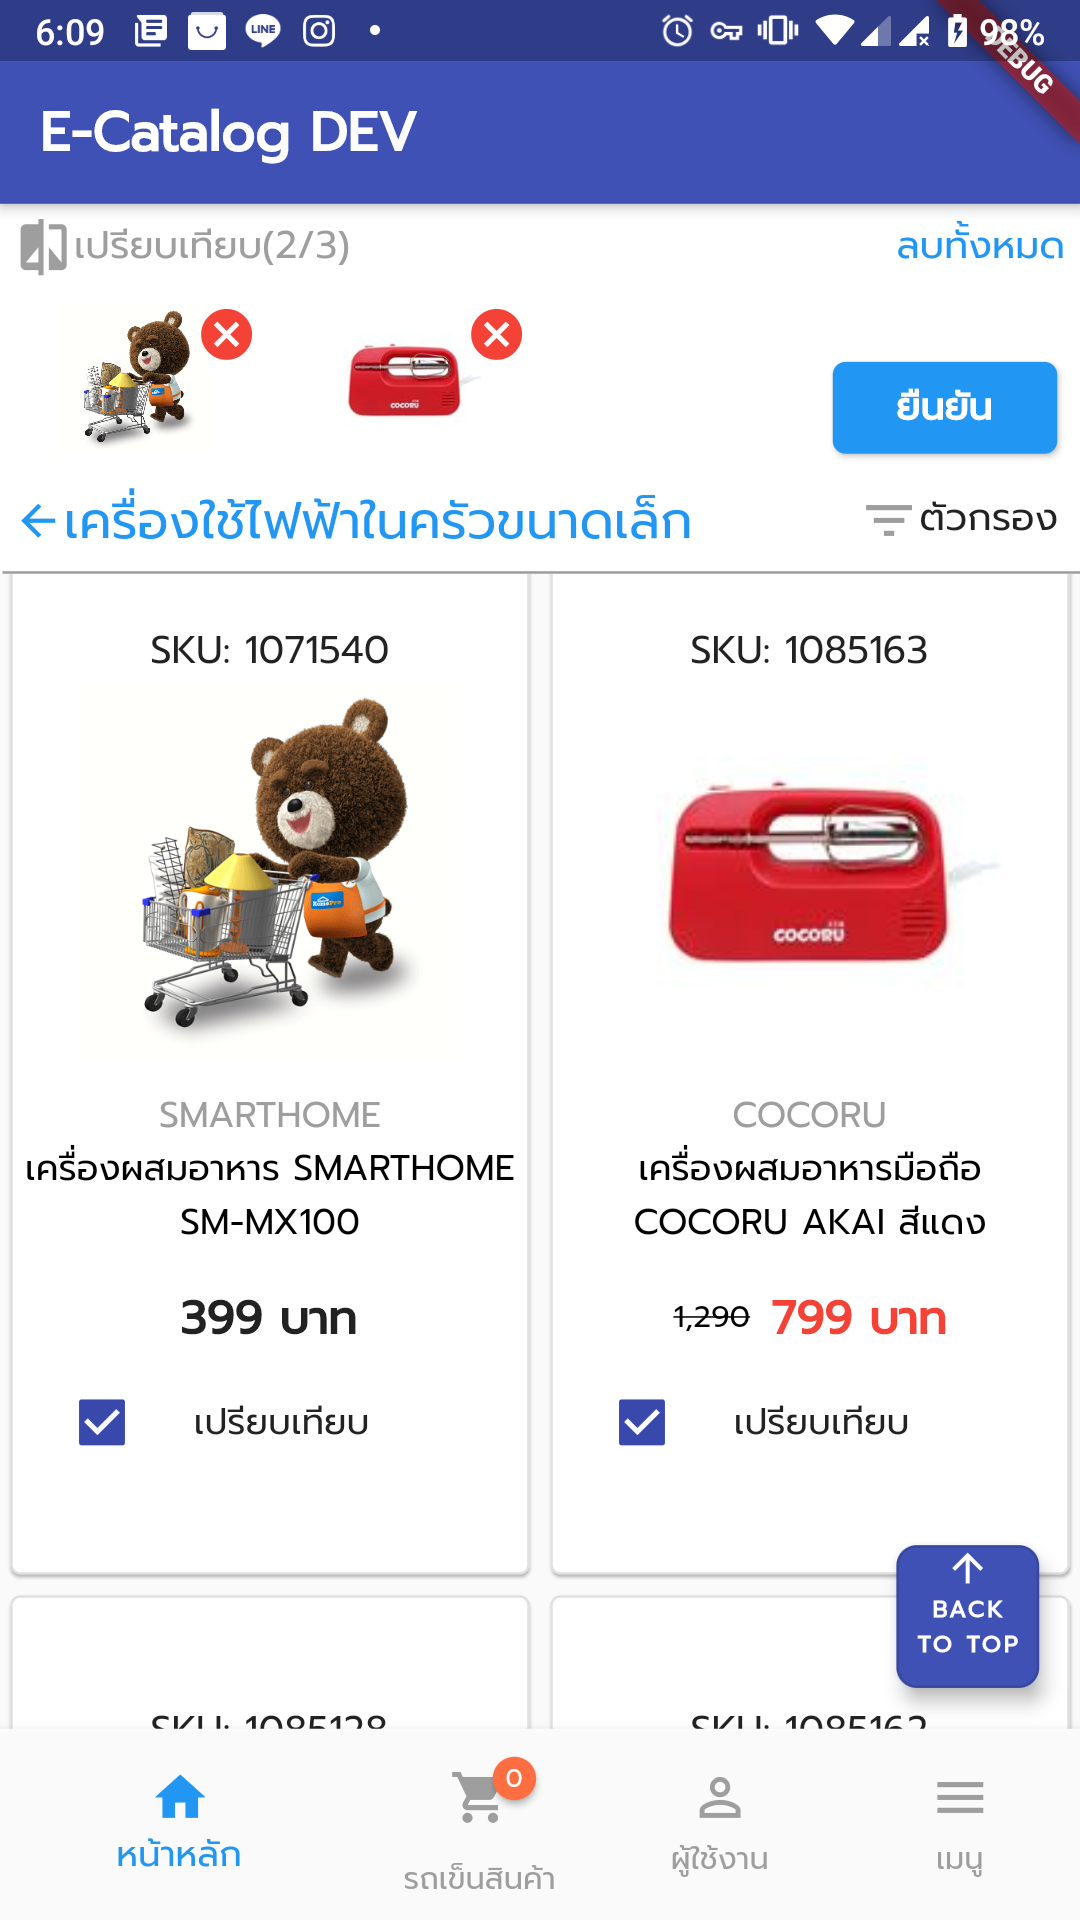 6:09 LINE 98%
DEBUG
E-Catalog DEV
เปรียบเทียบ(2/3) ลบทั้งหมด
COCORU
ยืนยัน
เครื่องใช้ไฟฟ้าในครัวขนาดเล็ก ตัวกรอง
SKU: 1071540 SKU: 1085163
HomePro
COCORU
SMARTHOME COCORU
เครื่องผสมอาหาร SMARTHOME เครื่องผสมอาหารมือถือ
SM-MX100 COCORU AKAI สีแดง
399 บาท 1,290 799 บาท
เปรียบเทียบ เปรียบเทียบ
BACK
TO TOP
SKU: 1085128 SKU: 1085162
0
หน้าหลัก รถเข็นสินค้า ผู้ใช้งาน เมนู